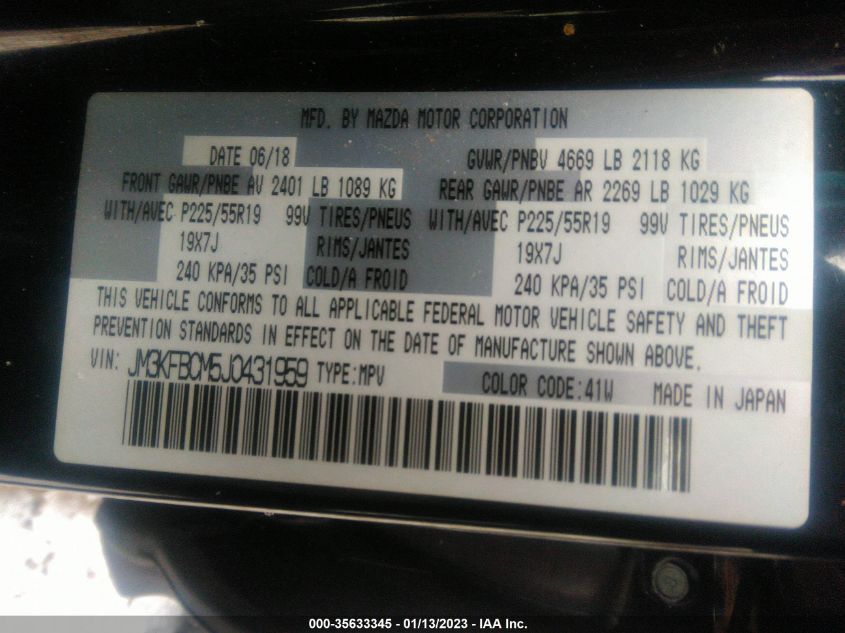 MFD. BY MAZDA MOTOR CORPORATION
DATE 06/18 GVWR/PNBV 4669 LB 2118 KG
FRONT GAWR/PNBE AV 2401 LB 1089 KG REAR GAWR/PNBE AR 2269 LB 1029 KG
WITH/AVEC P225/55R19 99V TIRES/PNEUS WITH/AVEC P225/55R19 99V TIRES/PNEUS
19X7J RIMS/JANTES 19X7J RIMS/JANTES
240 KPA/35 PSI COLD/A FROID 240 KPA/35 PSI COLD/A FROID
THIS VEHICLE CONFORMS TO ALL APPLICABLE FEDERAL MOTOR VEHICLE SAFETY AND THEFT
PREVENTION STANDARDS IN EFFECT ON THE DATE OF MANUFACTURE SHOWN ABOVE.
VIN: JM3KFBCM5J0431959 TYPE:MPV COLOR CODE:41W MADE IN JAPAN
000-35633345 - 01/13/2023 - IAA Inc.